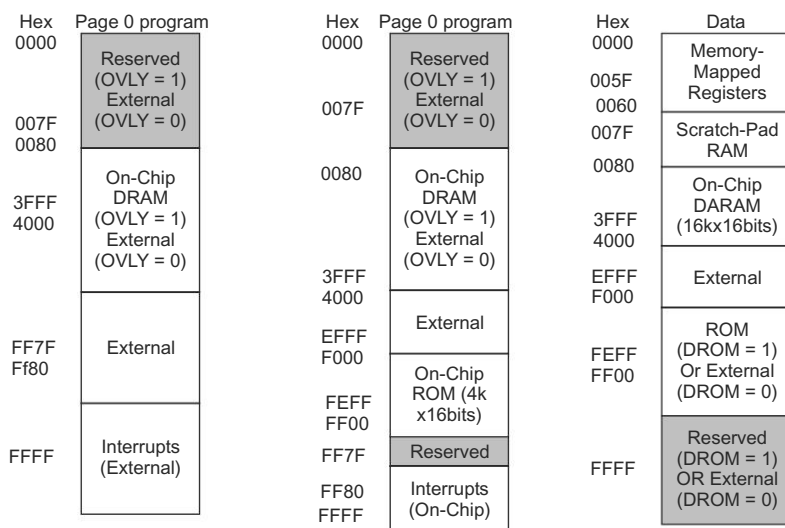 Hex Page 0 program
0000
Reserved
(OVLY = 1)
External
(OVLY = 0)
007F
0080
On-Chip
DRAM
(OVLY = 1)
External
(OVLY = 0)
3FFF
4000
External
FF7F
Ff80
Interrupts
(External)
FFFF
Hex Page 0 program
0000
Reserved
(OVLY = 1)
External
(OVLY = 0)
007F
0080
On-Chip
DRAM
(OVLY = 1)
External
(OVLY = 0)
3FFF
4000
External
EFFF
F000
On-Chip
ROM (4k
x16bits)
FEFF
FF00
Reserved
FF7F
FF80
Interrupts
(On-Chip)
FFFF
Hex Data
0000
Memory-
Mapped
Registers
005F
0060
007F
Scratch-Pad
RAM
0080
On-Chip
DARAM
(16kx16bits)
3FFF
4000
External
EFFF
F000
ROM
(DROM = 1)
Or External
(DROM = 0)
FEFF
FF00
Reserved
(DROM = 1)
OR External
(DROM = 0)
FFFF